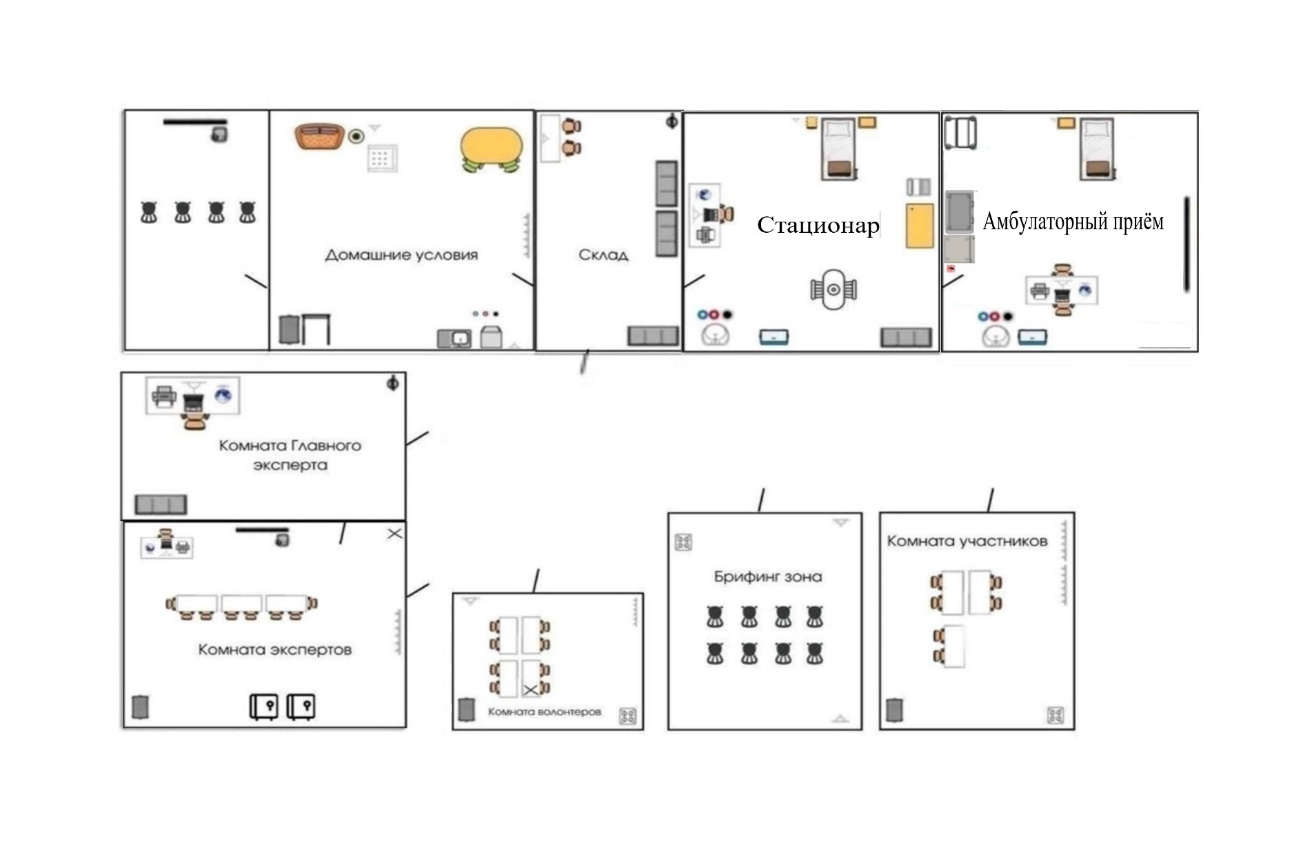 Домашние условия
Склад
Стационар
Амбулаторный приём
Комната Главного
эксперта
Комната экспертов
Комната волонтеров
Брифинг зона
Комната участников